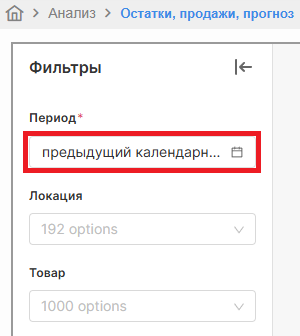 Анализ Остатки, продажи, прогноз
Фильтры
Период*
предыдущий календарн...
Локация
192 options
Товар
1000 options